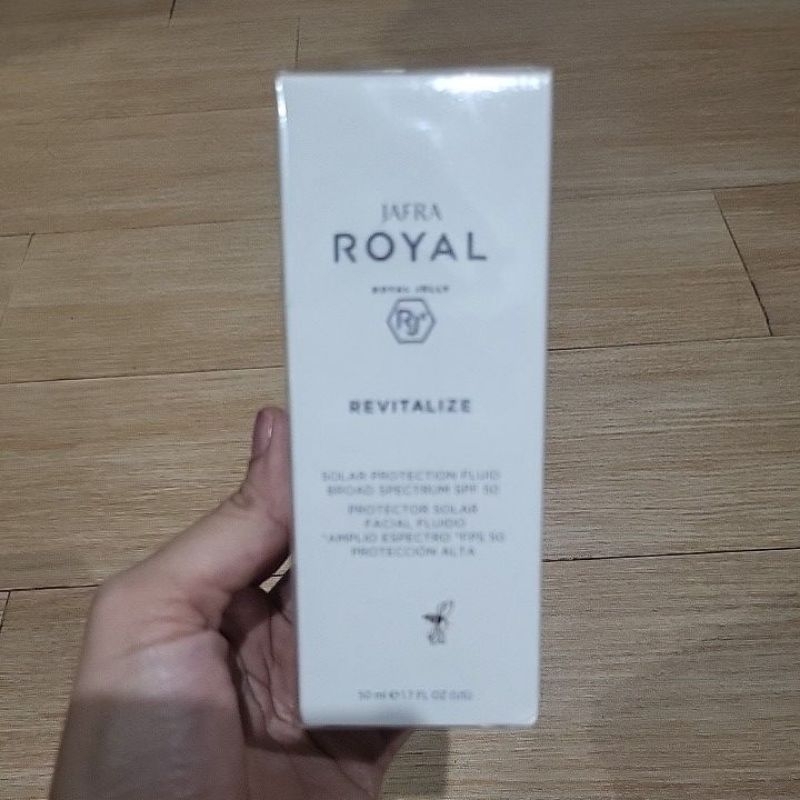 JAFRA
ROYAL
ROYAL JELLY
RJx
REVITALIZE
SOLAR PROTECTION FLUID
BROAD SPECTRUM SPF 50
PROTECTOR SOLAR
FACIAL FLUIDO
*AMPLIO ESPECTRO *FPS 50
PROTECCIÓN ALTA
50 ml e 1.7 FL OZ (US)